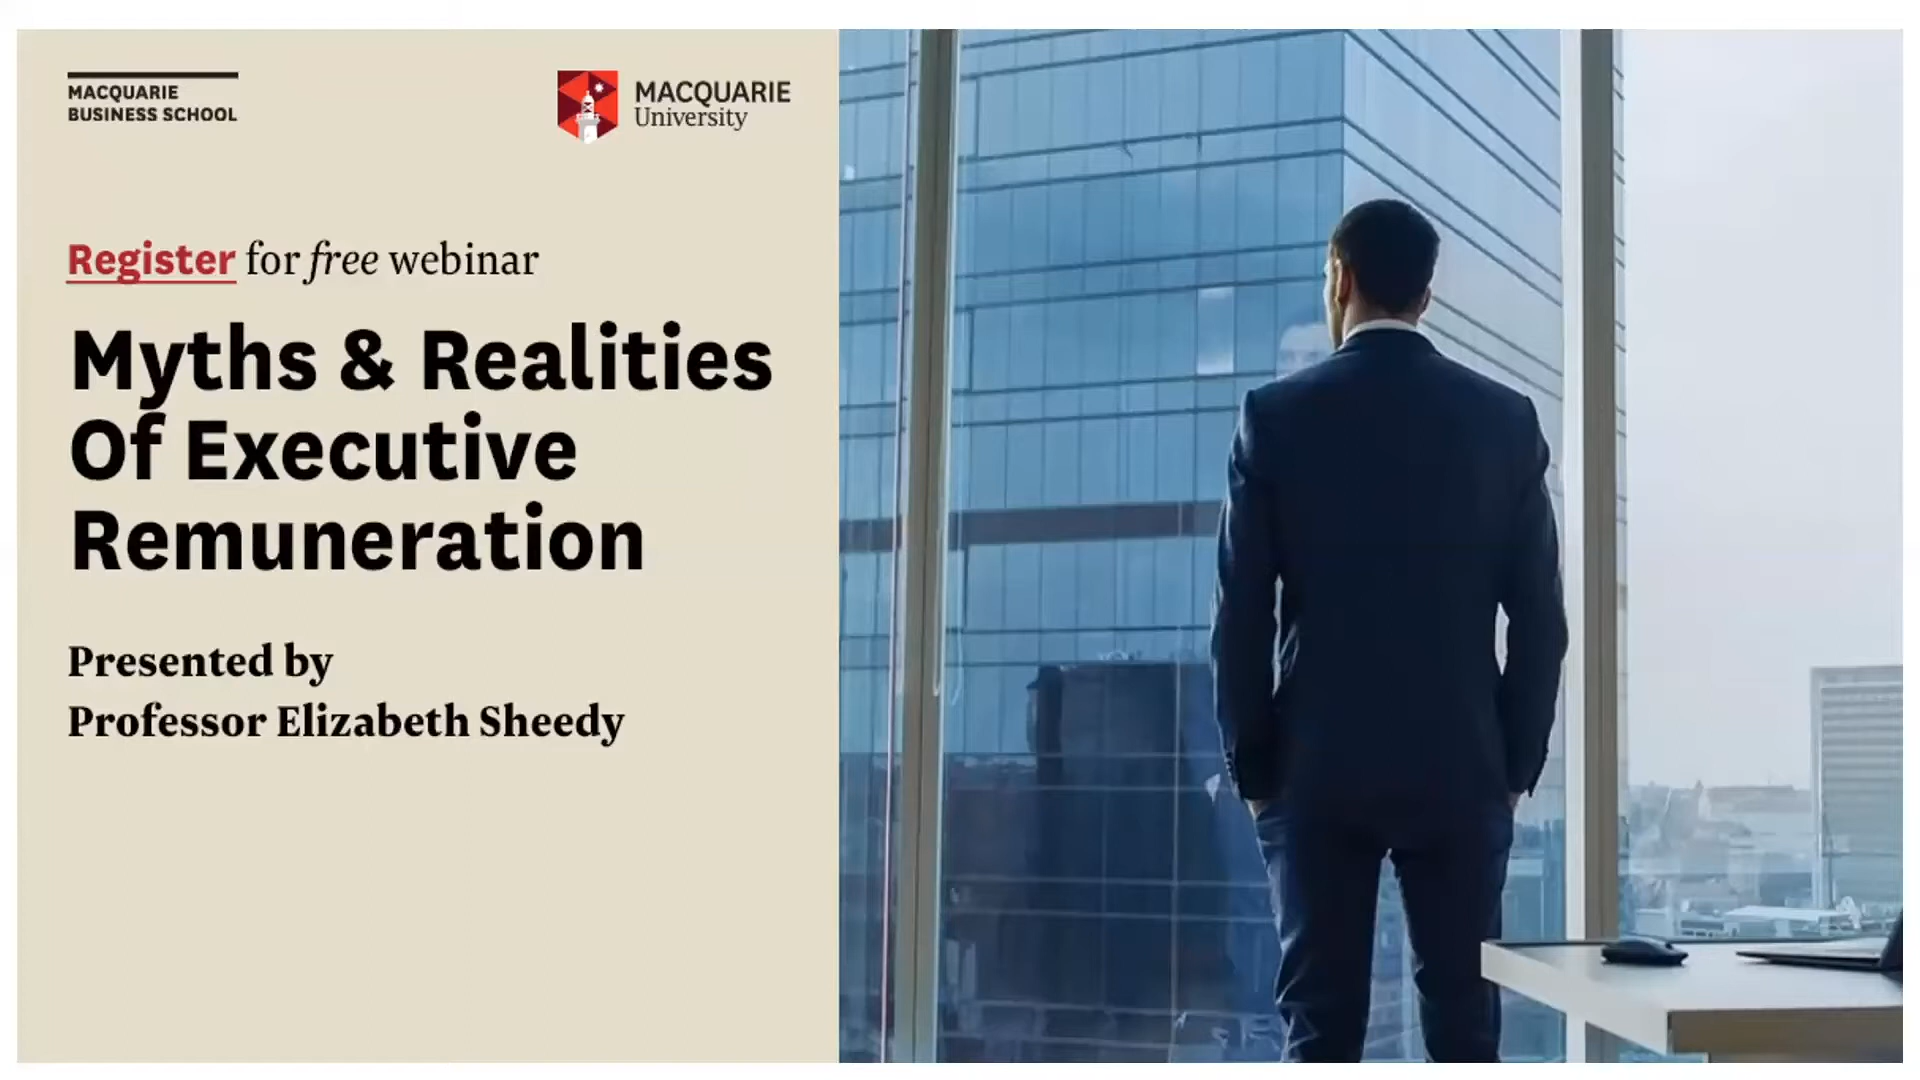 MACQUARIE
BUSINESS SCHOOL
MACQUARIE
University
Register for free webinar
Myths & Realities
Of Executive
Remuneration
Presented by
Professor Elizabeth Sheedy